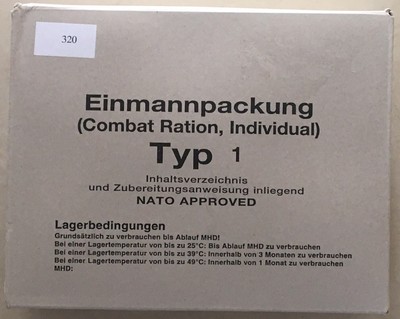 320
Einmannpackung
(Combat Ration, Individual)
Typ 1
Inhaltsverzeichnis
und Zubereitungsanweisung inliegend
NATO APPROVED
Lagerbedingungen
Grundsätzlich zu verbrauchen bis Ablauf MHD!
Bei einer Lagertemperatur von bis zu 25°C: Bis Ablauf MHD zu verbrauchen
Bei einer Lagertemperatur von bis zu 39°C: Innerhalb von 3 Monaten zu verbrauchen
Bei einer Lagertemperatur von bis zu 49°C: Innerhalb von 1 Monat zu verbrauchen
MHD: